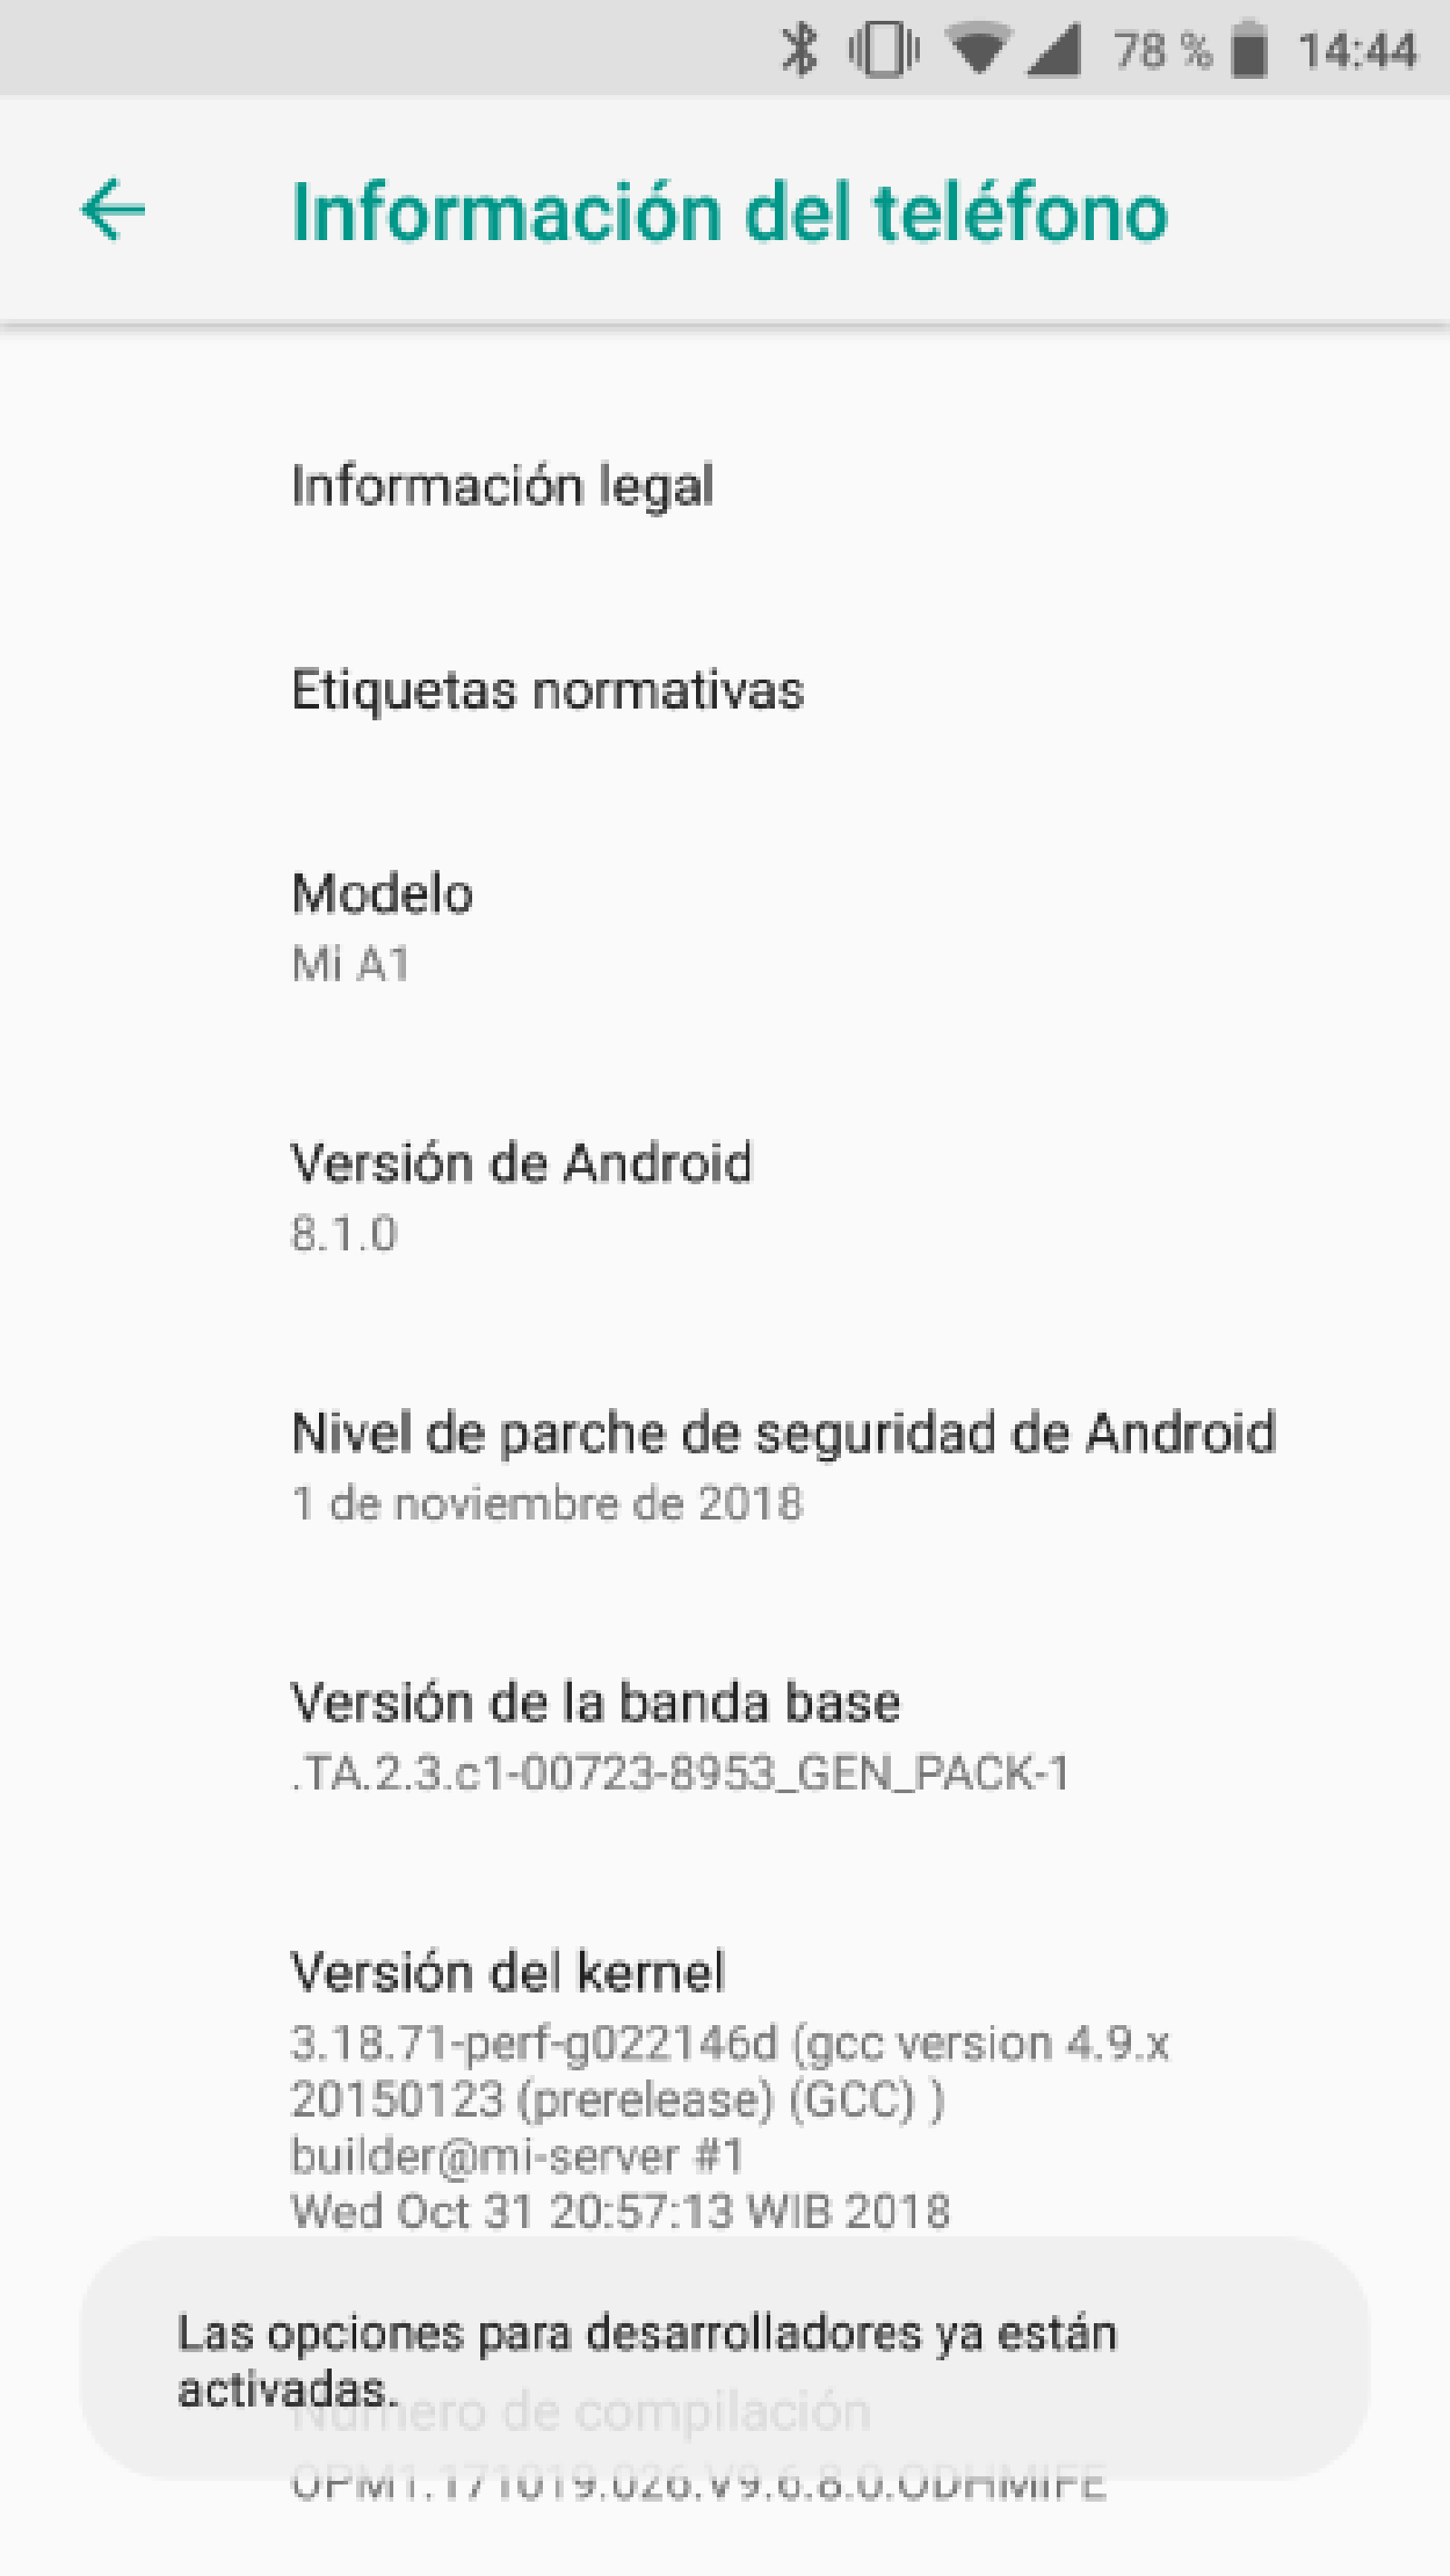 78 % 14:44
Información del teléfono
Información legal
Etiquetas normativas
Modelo
Mi A1
Versión de Android
8.1.0
Nivel de parche de seguridad de Android
1 de noviembre de 2018
Versión de la banda base
.TA.2.3.c1-00723-8953_GEN_PACK-1
Versión del kernel
3.18.71-perf-g022146d (gcc version 4.9.x
20150123 (prerelease) (GCC) )
builder@mi-server #1
Wed Oct 31 20:57:13 WIB 2018
Las opciones para desarrolladores ya están
activadas.
Número de compilación
OPM1.171019.026.V9.6.8.0.ODHMIFE